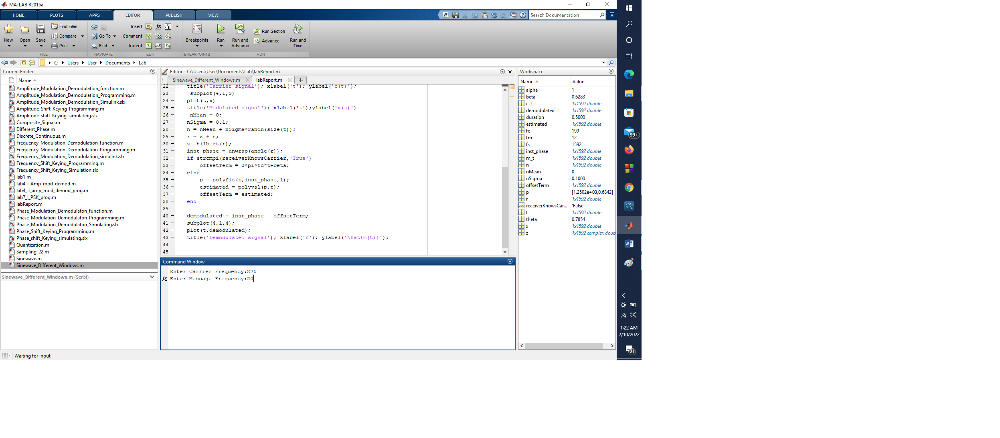 MATLAB R2015a
HOME PLOTS APPS EDITOR PUBLISH VIEW
Search Documentation
New Open Save
Find Files
Compare
Print
Go To
Find
Insert
Comment
Indent
fx
fi
Breakpoints
Run
Run and Advance
Run Section
Advance
Run and Time
FILE NAVIGATE EDIT BREAKPOINTS RUN
C: Users User Documents Lab
Current Folder
Name
Amplitude_Modulation_Demodulation_function.m
Amplitude_Modulation_Demodulation_Programming.m
Amplitude_Modulation_Demodulation_Simulink.slx
Amplitude_Shift_Keying_Programming.m
Amplitude_shift_Keying_simulating.slx
Composite_Signal.m
Different_Phase.m
Discrete_Continuous.m
Frequency_Modulation_Demodulation_function.m
Frequency_Modulation_Demodulation_Programming.m
Frequency_Modulation_Demodulation_simulink.slx
Frequency_Shift_Keying_Programming.m
Frequency_Shift_Keying_Simulation.slx
lab1.m
lab4_i_Amp_mod_demod.m
lab4_ii_amp_mod_demod_prog.m
lab7_i_PSK_prog.m
labReport.m
Phase_Modulation_Demodulaton_function.m
Phase_Modulation_Demodulaton_Programming.m
Phase_Modulation_Demodulaton_Simulating.slx
Phase_Shift_Keying_Programming.m
Phase_shift_Keying_simulating.slx
Quantization.m
Sampling_22.m
Sinewave.m
Sinewave_Different_Windows.m
Sinewave_Different_Windows.m (Script)
Waiting for input
Editor - C:\Users\User\Documents\Lab\labReport.m
Sinewave_Different_Windows.m labReport.m
22 - title('Carrier signal'); xlabel('t'); ylabel('c(t)');
23 - subplot(4,1,3)
24 - plot(t,x)
25 - title('Modulated signal'); xlabel('t');ylabel('x(t)')
26 - nMean = 0;
27 - nSigma = 0.1;
28 - n = nMean + nSigma*randn(size(t));
29 - r = x + n;
30 - z= hilbert(r);
31 - inst_phase = unwrap(angle(z));
32 - if strcmpi(receiverKnowsCarrier,'True')
33 - offsetTerm = 2*pi*fc*t+beta;
34 - else
35 - p = polyfit(t,inst_phase,1);
36 - estimated = polyval(p,t);
37 - offsetTerm = estimated;
38 - end
39
40 - demodulated = inst_phase - offsetTerm;
41 - subplot(4,1,4);
42 - plot(t,demodulated);
43 - title('Demodulated signal'); xlabel('n'); ylabel('\hat{m(t)}');
44
45
Command Window
Enter Carrier Frequency:270
fx Enter Message Frequency:20
Workspace
Name Value
alpha 1
beta 0.6283
c_t 1x1592 double
demodulated 1x1592 double
duration 0.5000
estimated 1x1592 double
fc 199
fm 12
fs 1592
inst_phase 1x1592 double
m_t 1x1592 double
n 1x1592 double
nMean 0
nSigma 0.1000
offsetTerm 1x1592 double
p [1.2502e+03,0.6842]
r 1x1592 double
abc receiverKnowsCar... 'False'
t 1x1592 double
theta 0.7854
x 1x1592 double
z 1x1592 complex doub
99+
W
1:22 AM
2/10/2022
21